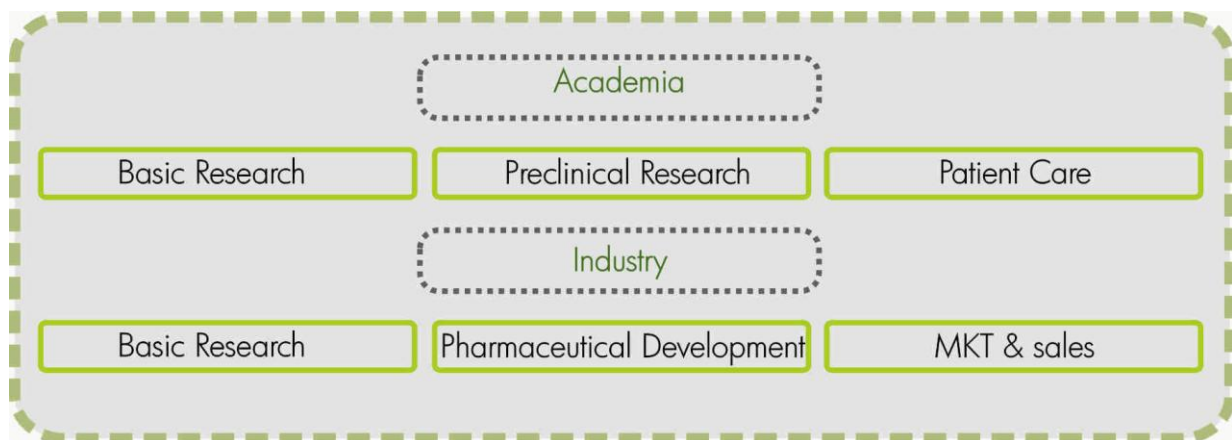 Academia
Basic Research
Preclinical Research
Patient Care
Industry
Basic Research
Pharmaceutical Development
MKT & sales